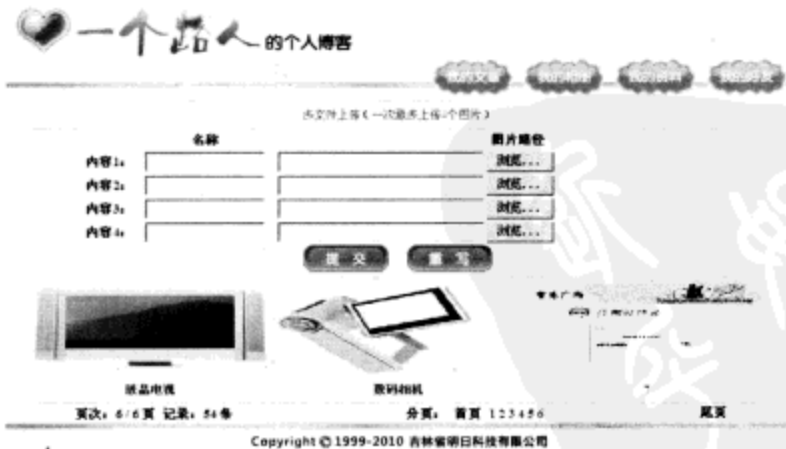 一个路人的个人博客
我的文章 我的相册 我的资料 我的好友
多文件上传(一次最多上传4个图片)
名称 图片路径
内容1: 浏览...
内容2: 浏览...
内容3: 浏览...
内容4: 浏览...
提 交 重 写
液晶电视 数码相机
页次: 6/6页 记录: 54条 分页: 首页 1 2 3 4 5 6 尾页
Copyright © 1999-2010 吉林省明日科技有限公司